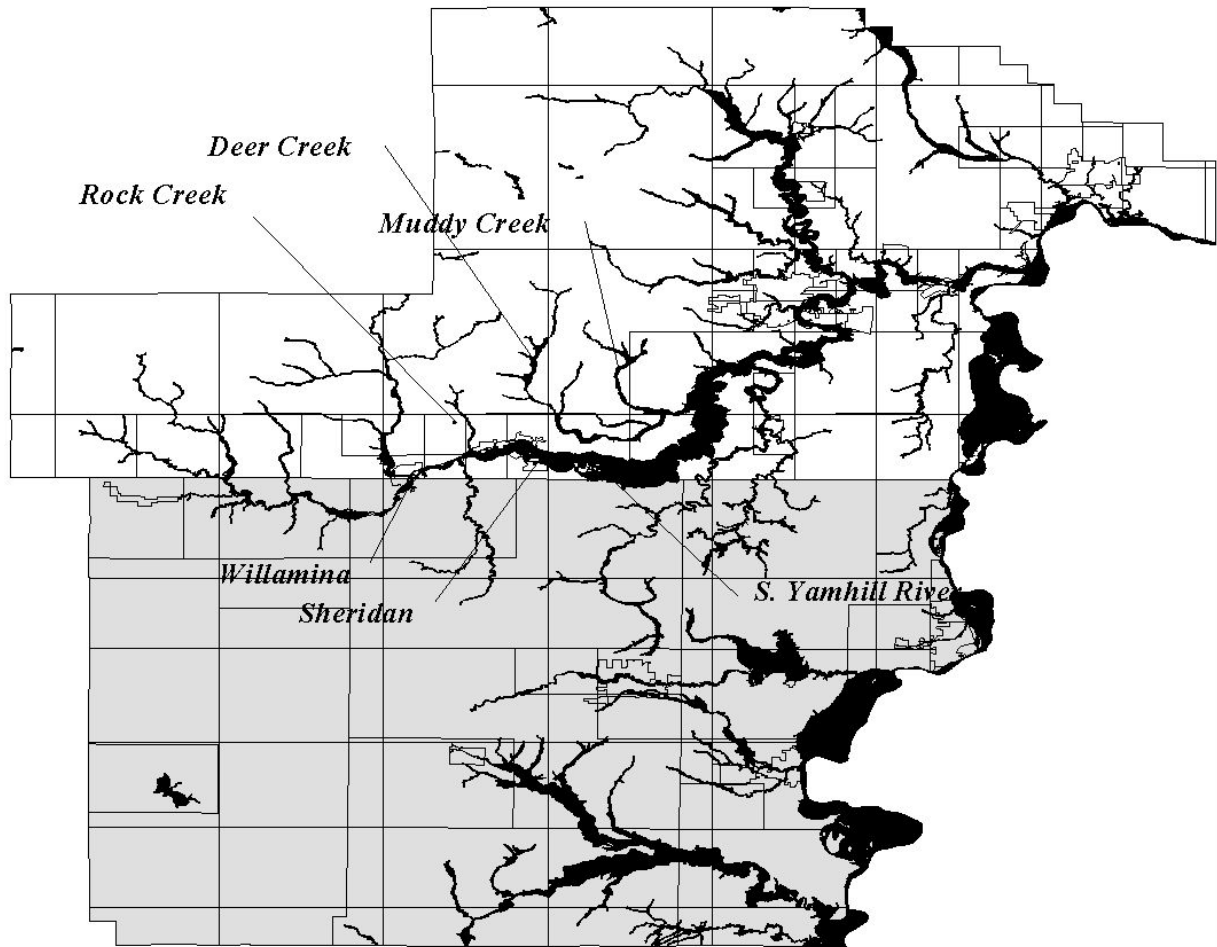 Deer Creek
Rock Creek
Muddy Creek
Willamina
Sheridan
S. Yamhill River